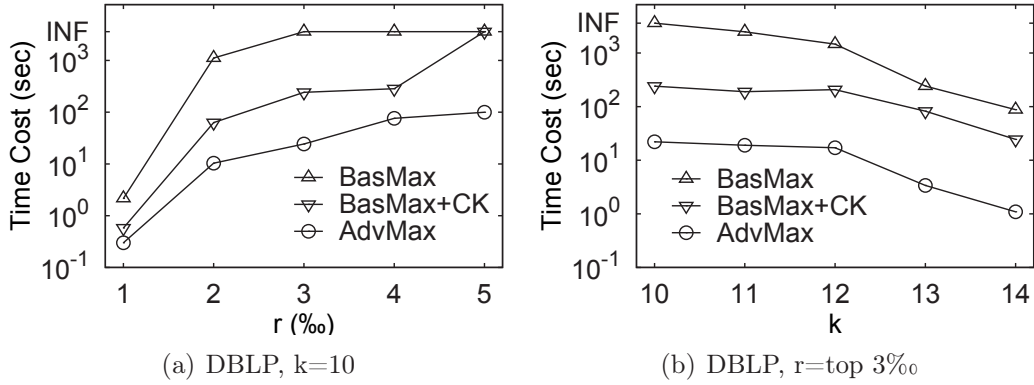 INF
10^3
10^2
10^1
10^0
10^-1
Time Cost (sec)
BasMax
BasMax+CK
AdvMax
1 2 3 4 5
r (‰)
(a) DBLP, k=10
INF
10^3
10^2
10^1
10^0
10^-1
Time Cost (sec)
BasMax
BasMax+CK
AdvMax
10 11 12 13 14
k
(b) DBLP, r=top 3‰